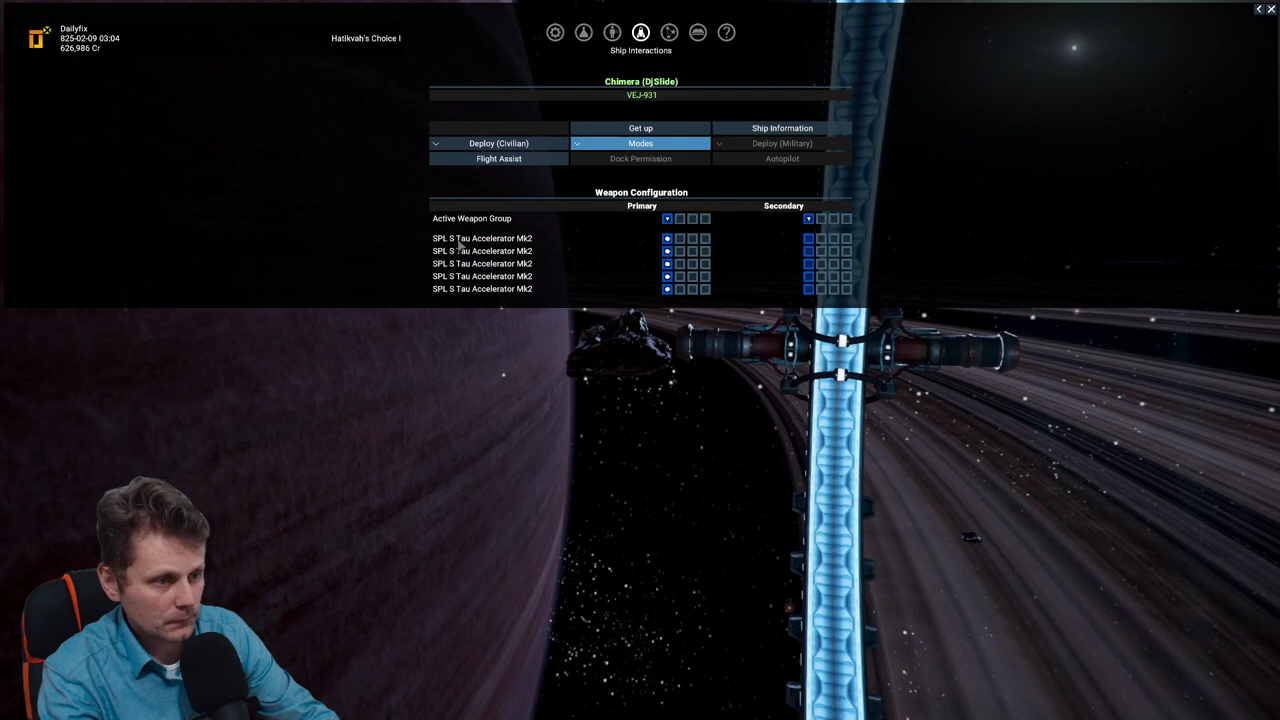 Dailyfix
825-02-09 03:04
626,986 Cr
Hatikvah's Choice I
Ship Interactions
Chimera (DjSlide)
VEJ-931
Get up
Ship Information
Deploy (Civilian)
Modes
Deploy (Military)
Flight Assist
Dock Permission
Autopilot
Weapon Configuration
Primary
Secondary
Active Weapon Group
SPL S Tau Accelerator Mk2
SPL S Tau Accelerator Mk2
SPL S Tau Accelerator Mk2
SPL S Tau Accelerator Mk2
SPL S Tau Accelerator Mk2